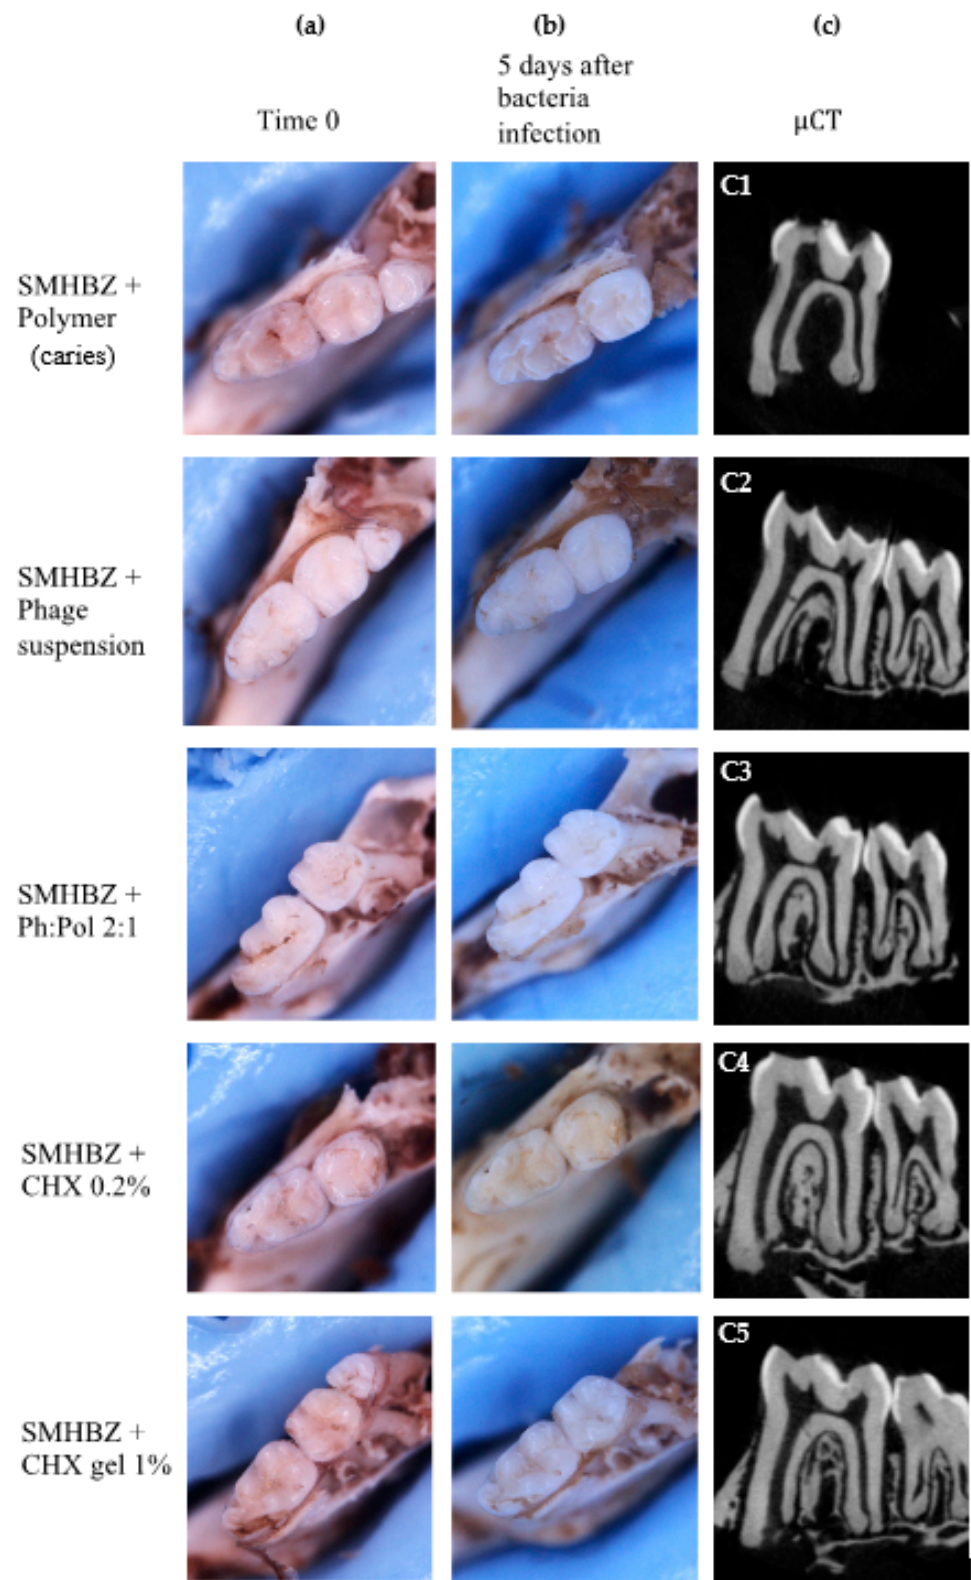 (a)
(b)
(c)
Time 0
5 days after
bacteria
infection
μCT
SMHBZ +
Polymer
(caries)
C1
SMHBZ +
Phage
suspension
C2
SMHBZ +
Ph:Pol 2:1
C3
SMHBZ +
CHX 0.2%
C4
SMHBZ +
CHX gel 1%
C5